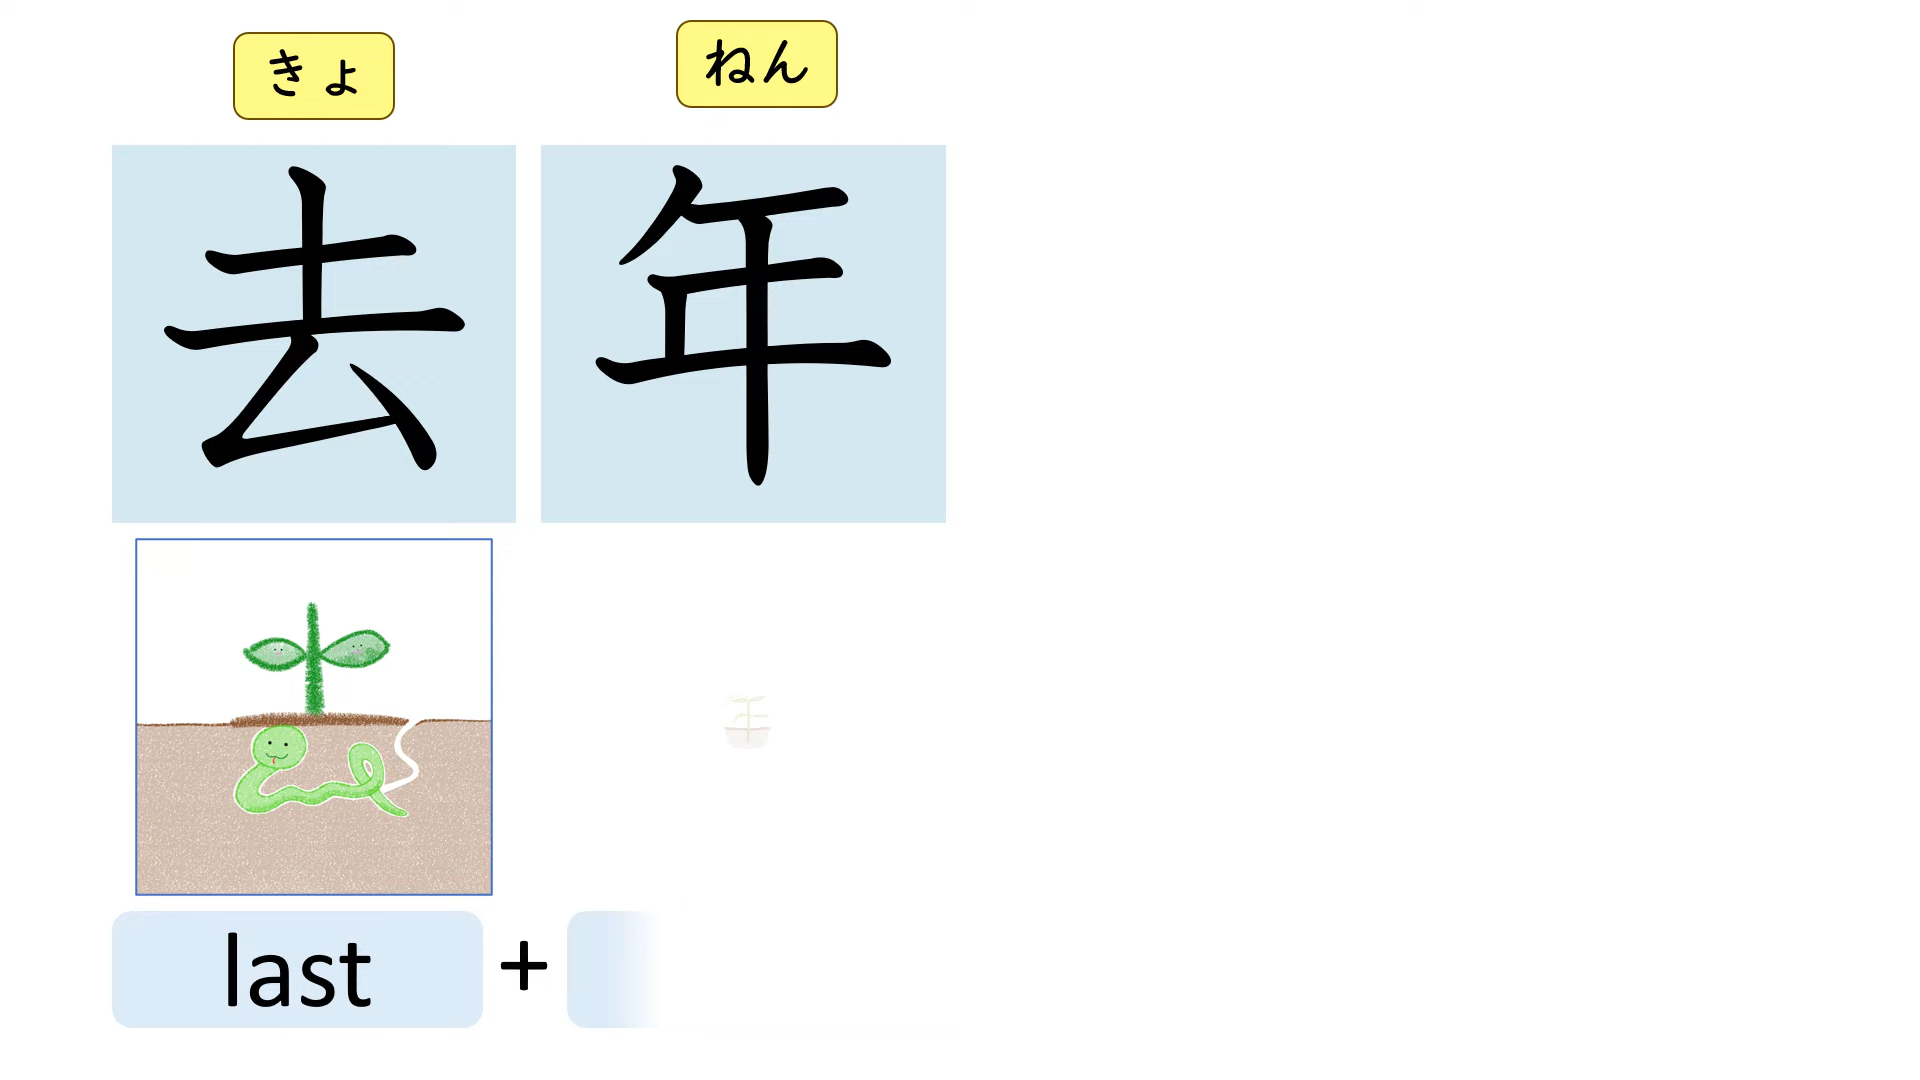 きょ ねん
去年
last +